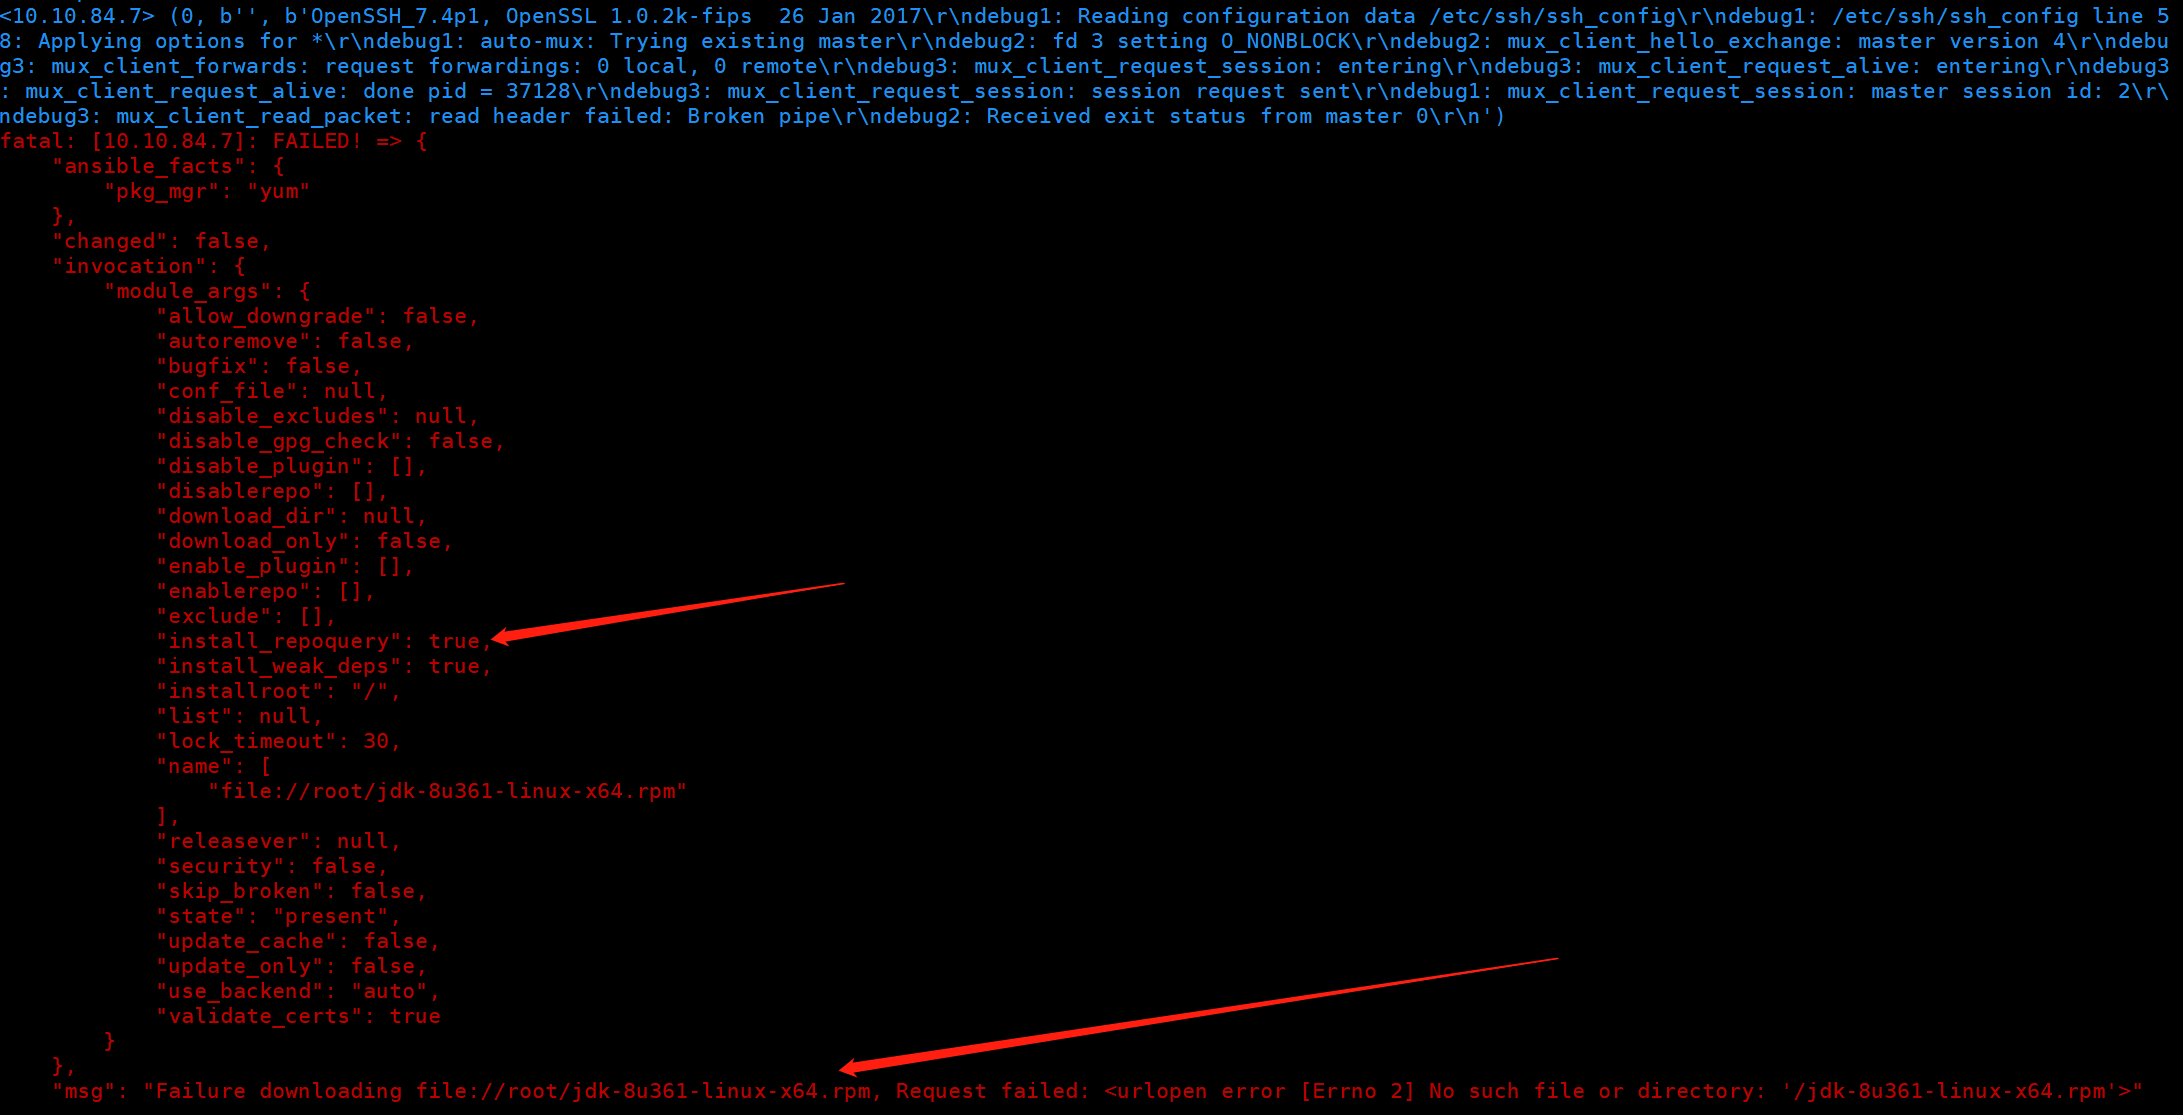 <10.10.84.7> (0, b'', b'OpenSSH_7.4p1, OpenSSL 1.0.2k-fips  26 Jan 2017\r\ndebug1: Reading configuration data /etc/ssh/ssh_config\r\ndebug1: /etc/ssh/ssh_config line 5
8: Applying options for *\r\ndebug1: auto-mux: Trying existing master\r\ndebug2: fd 3 setting O_NONBLOCK\r\ndebug2: mux_client_hello_exchange: master version 4\r\ndebu
g3: mux_client_forwards: request forwardings: 0 local, 0 remote\r\ndebug3: mux_client_request_session: entering\r\ndebug3: mux_client_request_alive: entering\r\ndebug3
: mux_client_request_alive: done pid = 37128\r\ndebug3: mux_client_request_session: session request sent\r\ndebug1: mux_client_request_session: master session id: 2\r\
ndebug3: mux_client_read_packet: read header failed: Broken pipe\r\ndebug2: Received exit status from master 0\r\n')
fatal: [10.10.84.7]: FAILED! => {
    "ansible_facts": {
        "pkg_mgr": "yum"
    },
    "changed": false,
    "invocation": {
        "module_args": {
            "allow_downgrade": false,
            "autoremove": false,
            "bugfix": false,
            "conf_file": null,
            "disable_excludes": null,
            "disable_gpg_check": false,
            "disable_plugin": [],
            "disablerepo": [],
            "download_dir": null,
            "download_only": false,
            "enable_plugin": [],
            "enablerepo": [],
            "exclude": [],
            "install_repoquery": true,
            "install_weak_deps": true,
            "installroot": "/",
            "list": null,
            "lock_timeout": 30,
            "name": [
                "file://root/jdk-8u361-linux-x64.rpm"
            ],
            "releasever": null,
            "security": false,
            "skip_broken": false,
            "state": "present",
            "update_cache": false,
            "update_only": false,
            "use_backend": "auto",
            "validate_certs": true
        }
    },
    "msg": "Failure downloading file://root/jdk-8u361-linux-x64.rpm, Request failed: <urlopen error [Errno 2] No such file or directory: '/jdk-8u361-linux-x64.rpm'>"